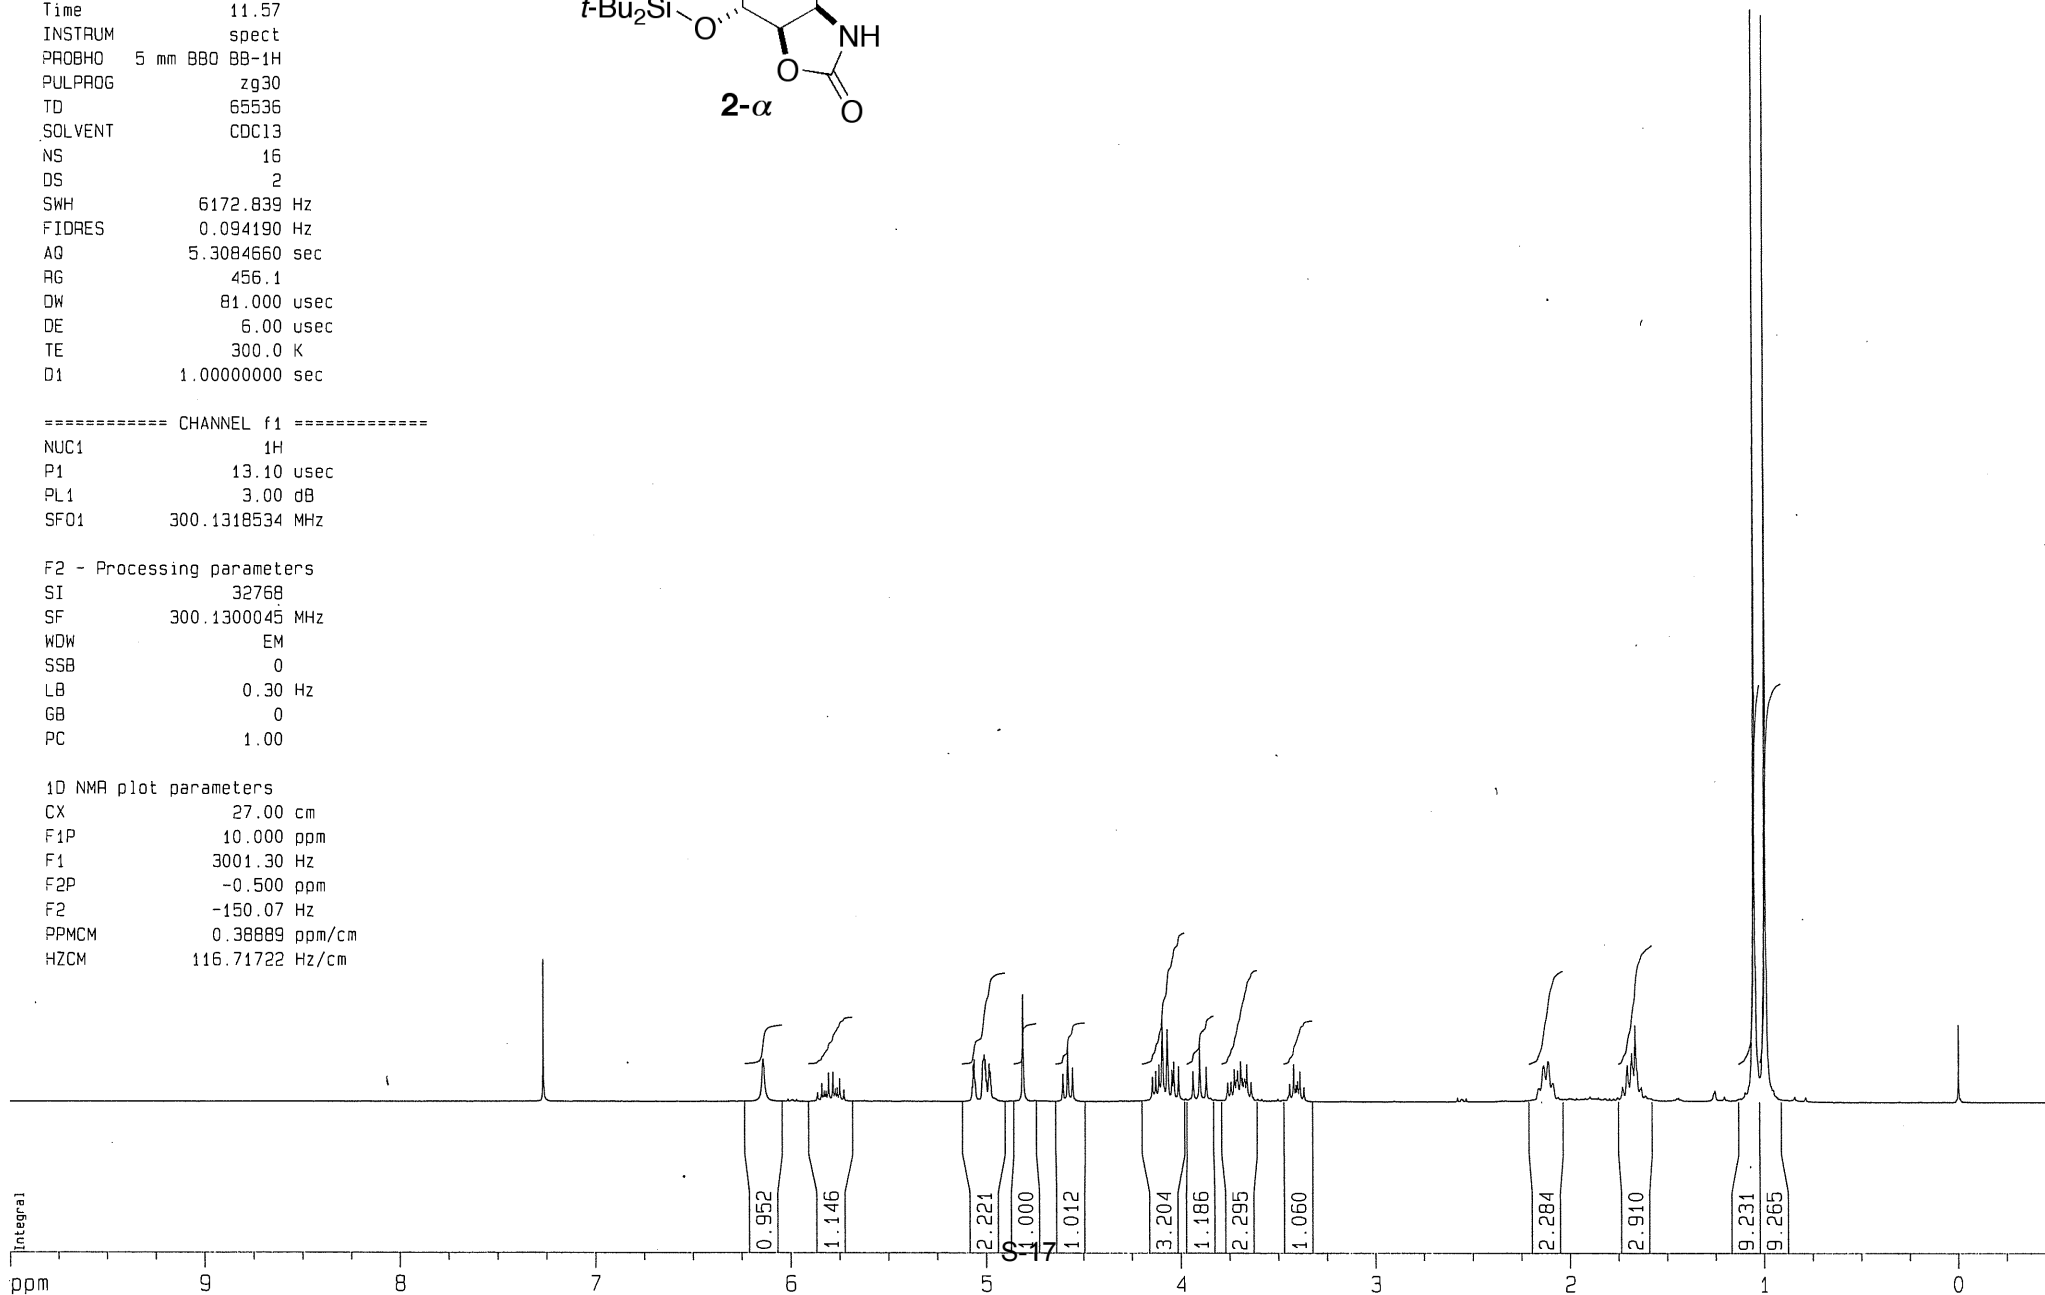 Time 11.57
INSTRUM spect
PROBHD 5 mm BBO BB-1H
PULPROG zg30
TD 65536
SOLVENT CDCl3
NS 16
DS 2
SWH 6172.839 Hz
FIDRES 0.094190 Hz
AQ 5.3084660 sec
RG 456.1
DW 81.000 usec
DE 6.00 usec
TE 300.0 K
D1 1.00000000 sec
============ CHANNEL f1 =============
NUC1 1H
P1 13.10 usec
PL1 3.00 dB
SFO1 300.1318534 MHz
F2 - Processing parameters
SI 32768
SF 300.1300045 MHz
WDW EM
SSB 0
LB 0.30 Hz
GB 0
PC 1.00
1D NMR plot parameters
CX 27.00 cm
F1P 10.000 ppm
F1 3001.30 Hz
F2P -0.500 ppm
F2 -150.07 Hz
PPMCM 0.38889 ppm/cm
HZCM 116.71722 Hz/cm
t-Bu2Si
O
NH
O
O
2-α
Integral
0.952
1.146
2.221
1.000
1.012
3.204
1.186
2.295
1.060
2.284
2.910
9.231
9.265
S-17
ppm 9 8 7 6 5 4 3 2 1 0